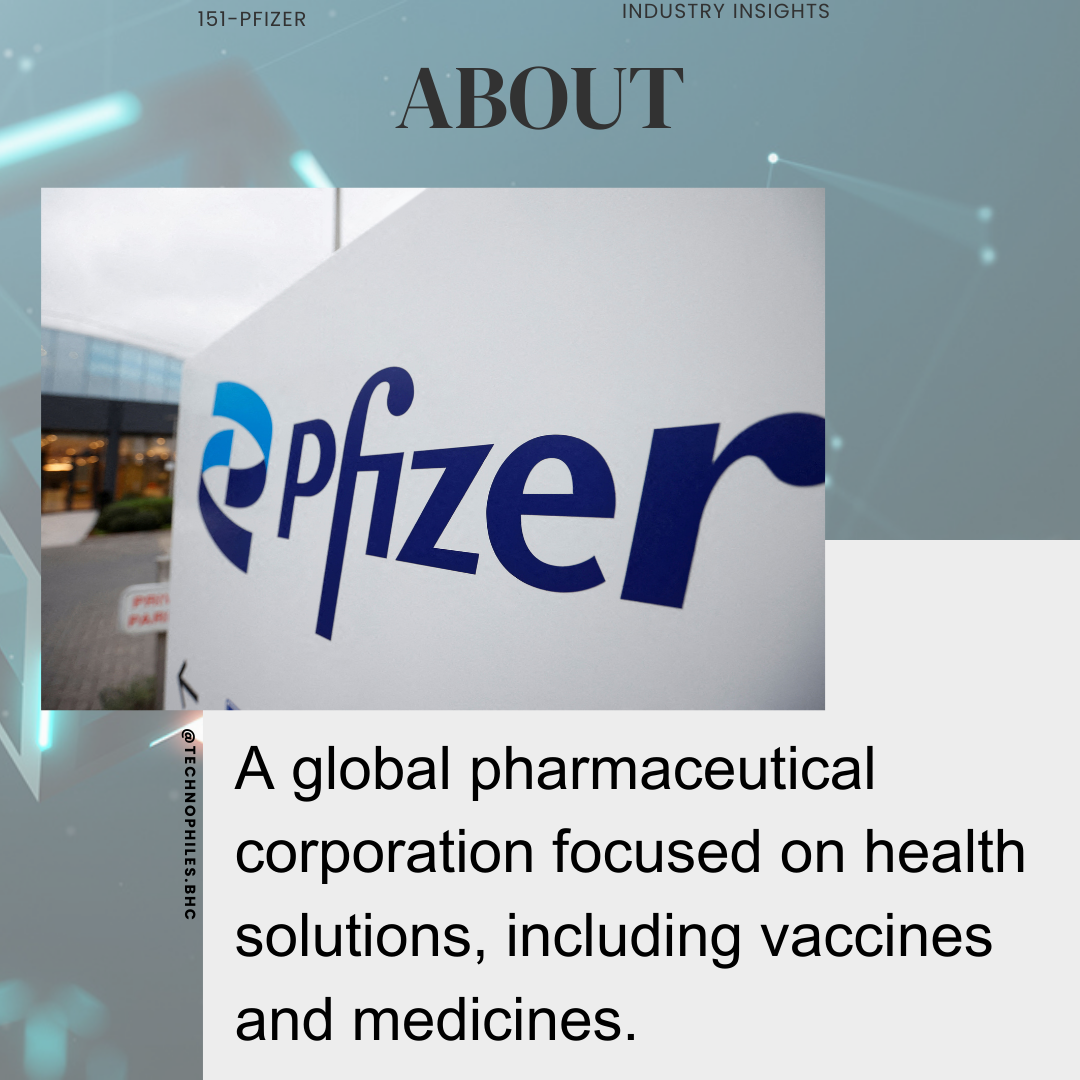 151-PFIZER
INDUSTRY INSIGHTS
ABOUT
Pfizer
@TECHNOPHILES.BHC
A global pharmaceutical
corporation focused on health
solutions, including vaccines
and medicines.